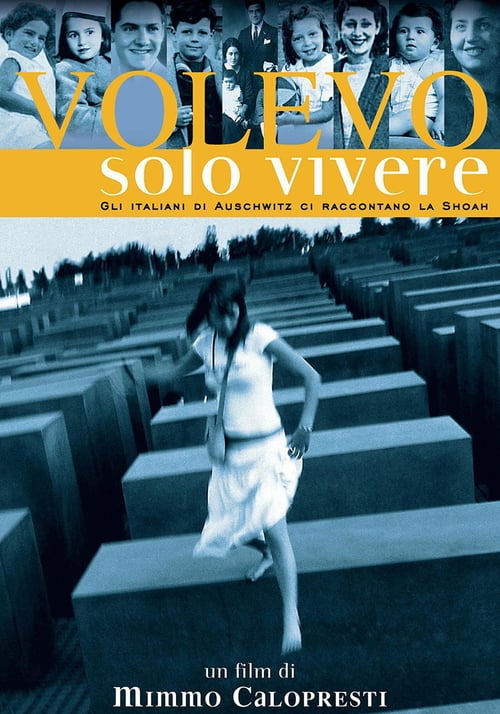 VOLEVO
solo vivere
Gli italiani di Auschwitz ci raccontano la Shoah
un film di
Mimmo Calopresti